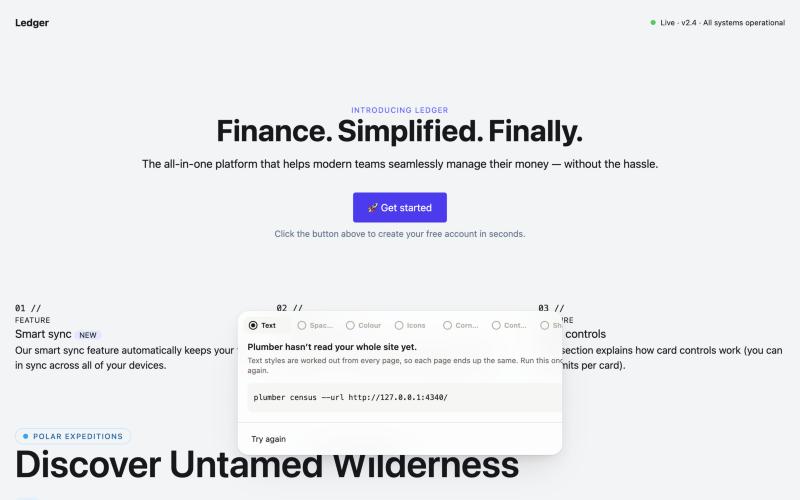 Ledger
Live · v2.4 · All systems operational
INTRODUCING LEDGER
Finance. Simplified. Finally.
The all-in-one platform that helps modern teams seamlessly manage their money — without the hassle.
🚀 Get started
Click the button above to create your free account in seconds.
01 //
FEATURE
Smart sync NEW
Our smart sync feature automatically keeps your
in sync across all of your devices.
02 //
03 //
controls
section explains how card controls work (you can
per card).
Text
Spac...
Colour
Icons
Corn...
Cont...
Plumber hasn't read your whole site yet.
Text styles are worked out from every page, so each page ends up the same. Run this
again.
plumber census --url http://127.0.0.1:4340/
Try again
POLAR EXPEDITIONS
Discover Untamed Wilderness